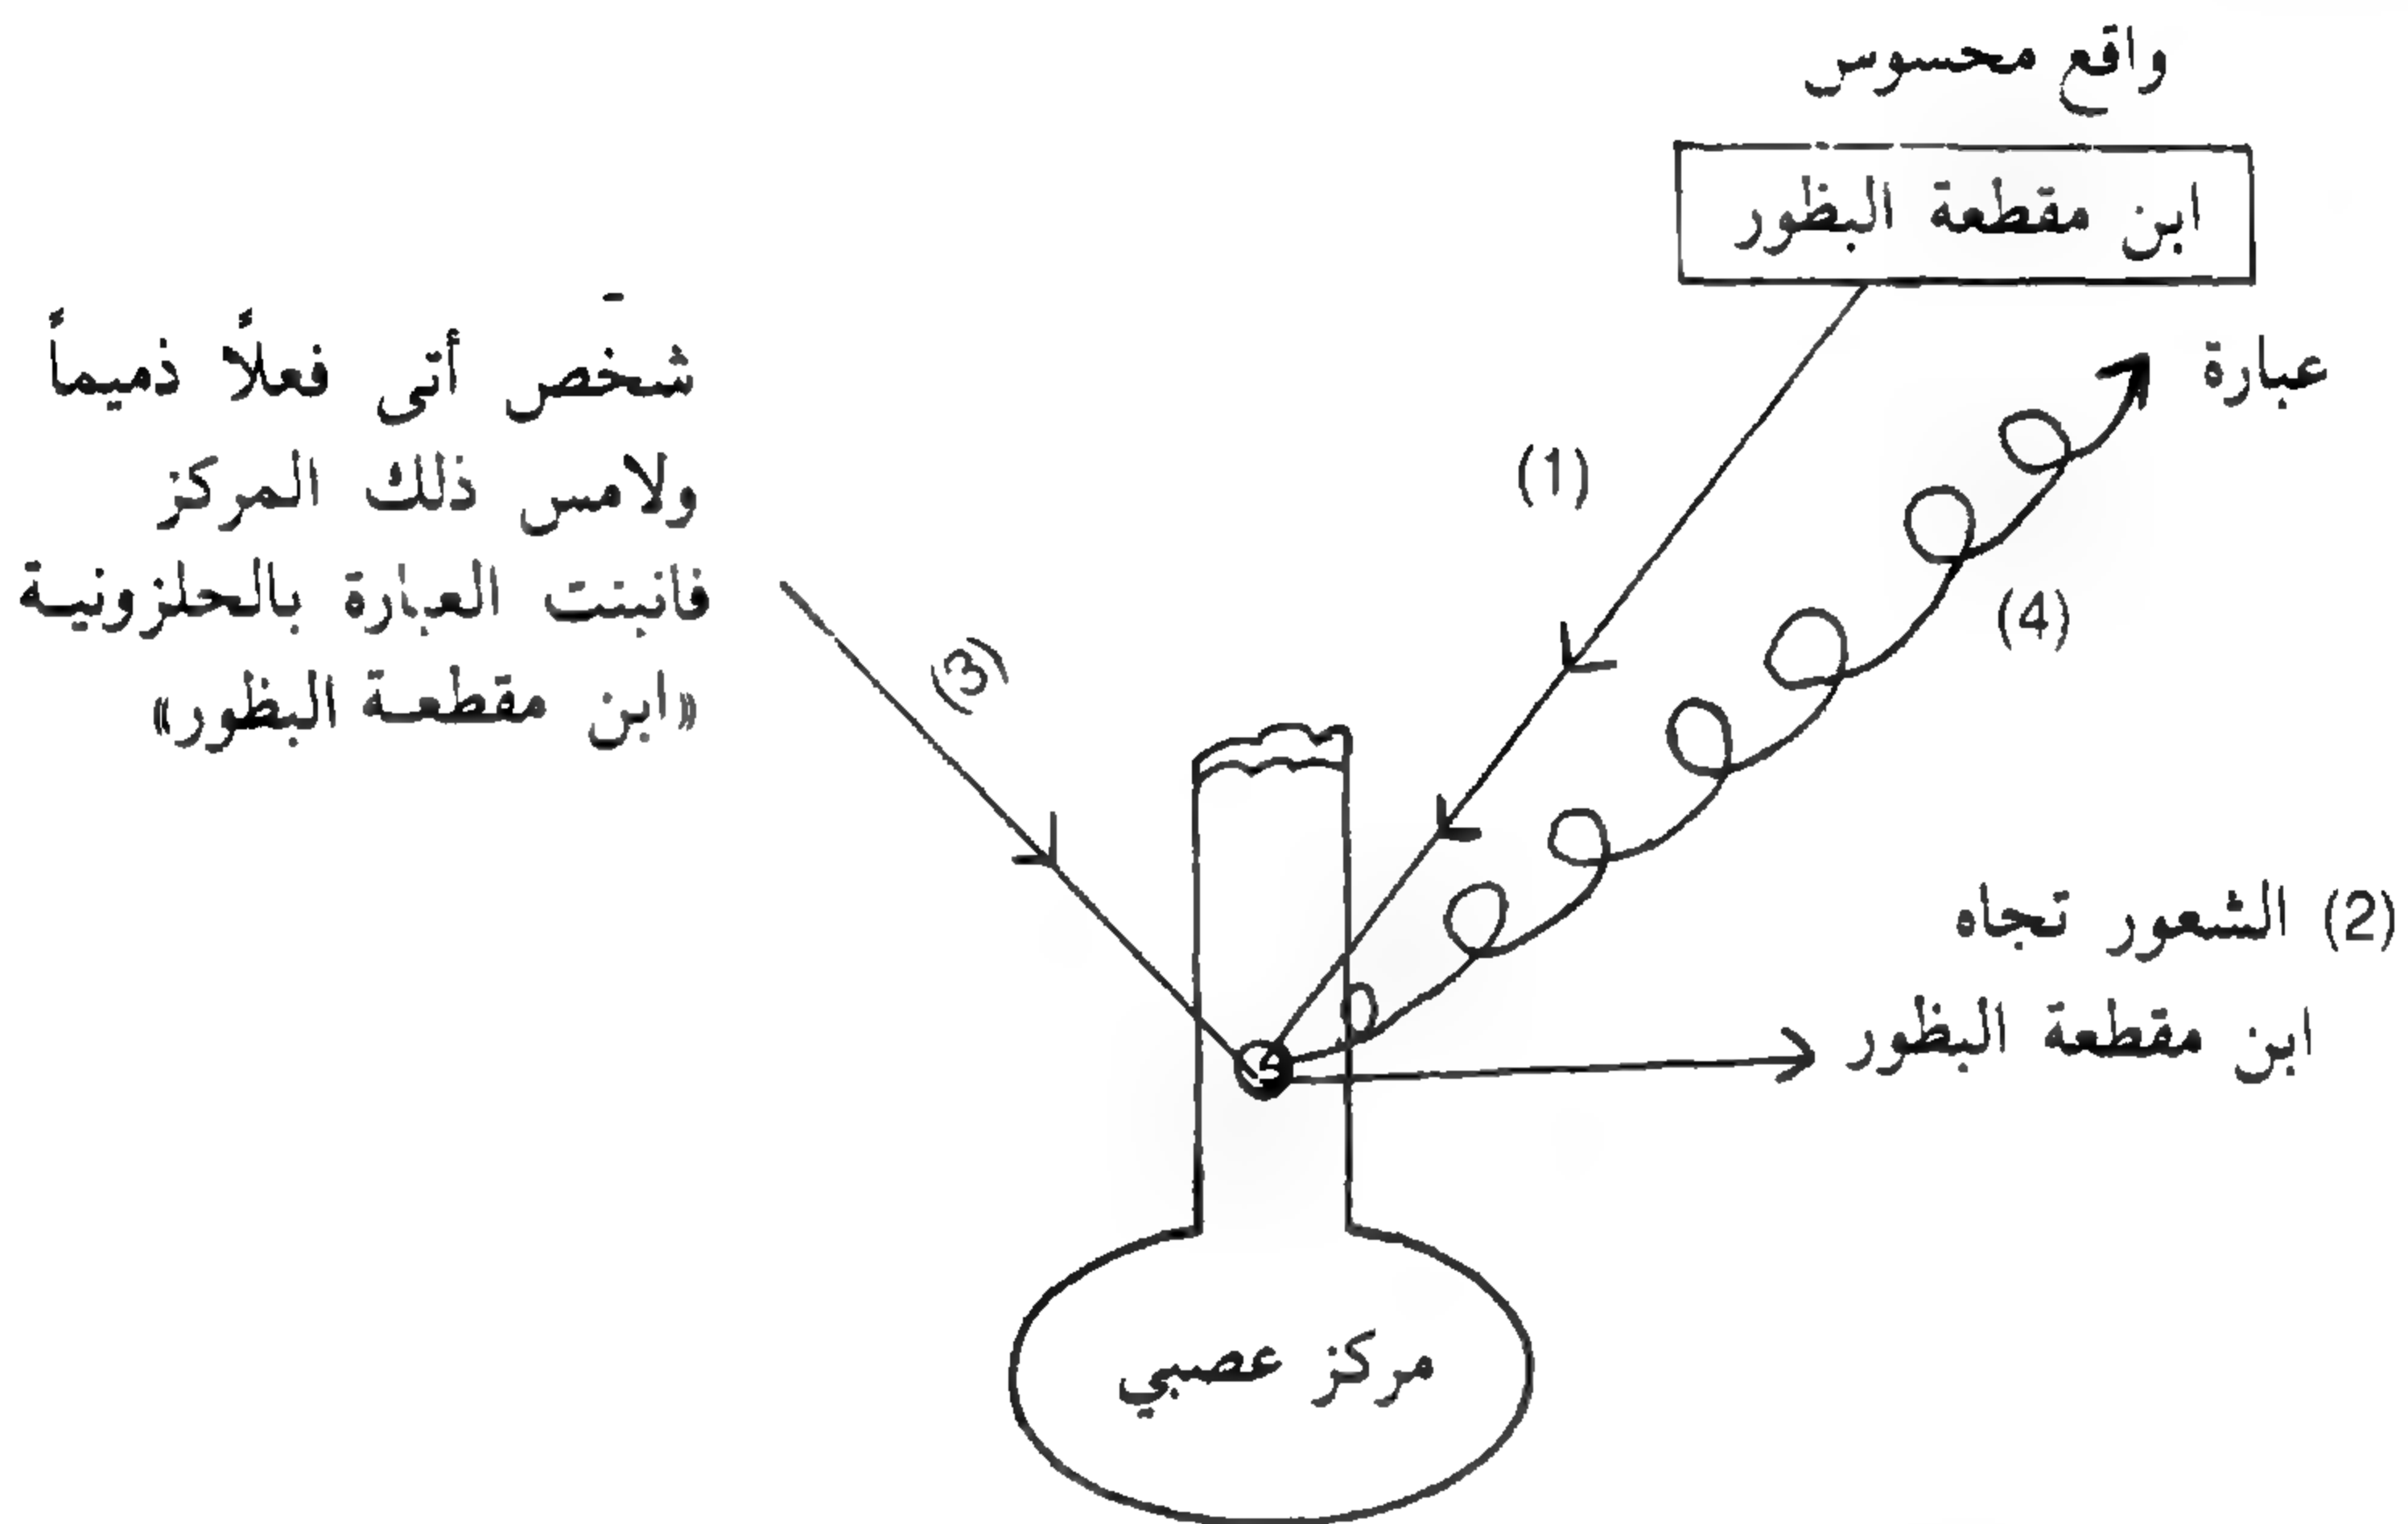 واقع محسوس
ابن مقطعة البظور
عبارة
(1)
(4)
(2) الشعور تجاه
ابن مقطعة البظور
شخص أتى فعلاً ذميماً
ولامس ذلك المركز
فانبنت العبارة بالحلزونية
«ابن مقطعة البظور»
(3)
مركز عصبي